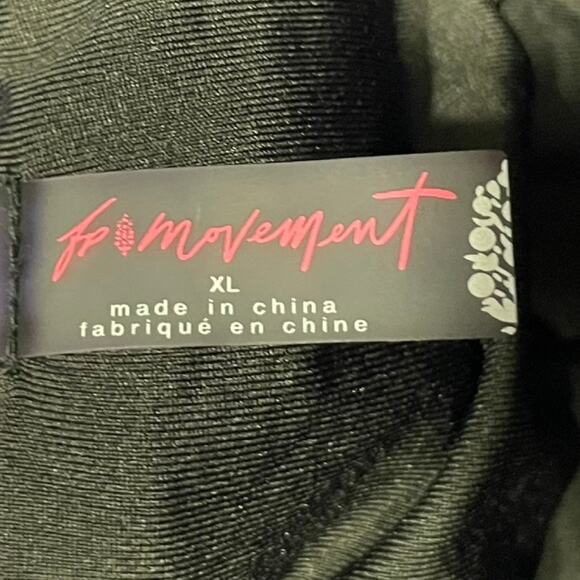 fp movement
XL
made in china
fabriqué en chine